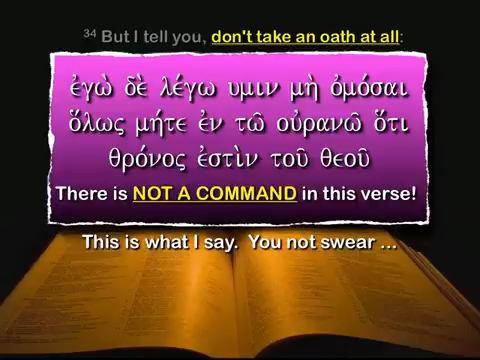 34 But I tell you, don't take an oath at all:
ἐγὼ δὲ λέγω υμιν μὴ ὀμόσαι
ὅλως μήτε ἐν τῶ οὐρανῶ ὅτι
θρόνος ἐστὶν τοῦ θεοῦ
There is NOT A COMMAND in this verse!
This is what I say. You not swear ...